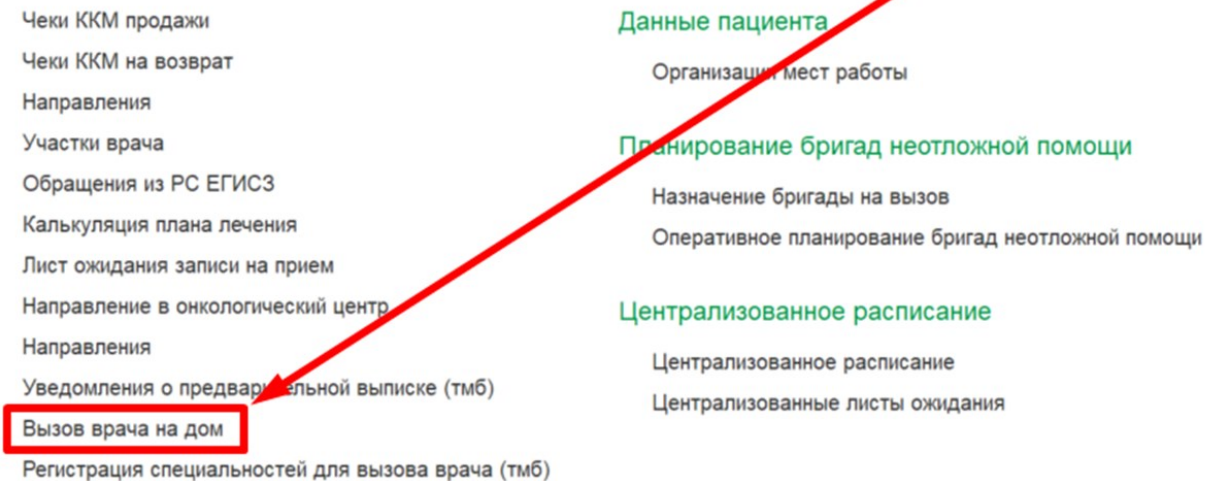 Чеки ККМ продажи
Чеки ККМ на возврат
Направления
Участки врача
Обращения из РС ЕГИСЗ
Калькуляция плана лечения
Лист ожидания записи на прием
Направление в онкологический центр
Направления
Уведомления о предварительной выписке (тмб)
Вызов врача на дом
Регистрация специальностей для вызова врача (тмб)
Данные пациента
Организации мест работы
Планирование бригад неотложной помощи
Назначение бригады на вызов
Оперативное планирование бригад неотложной помощи
Централизованное расписание
Централизованное расписание
Централизованные листы ожидания